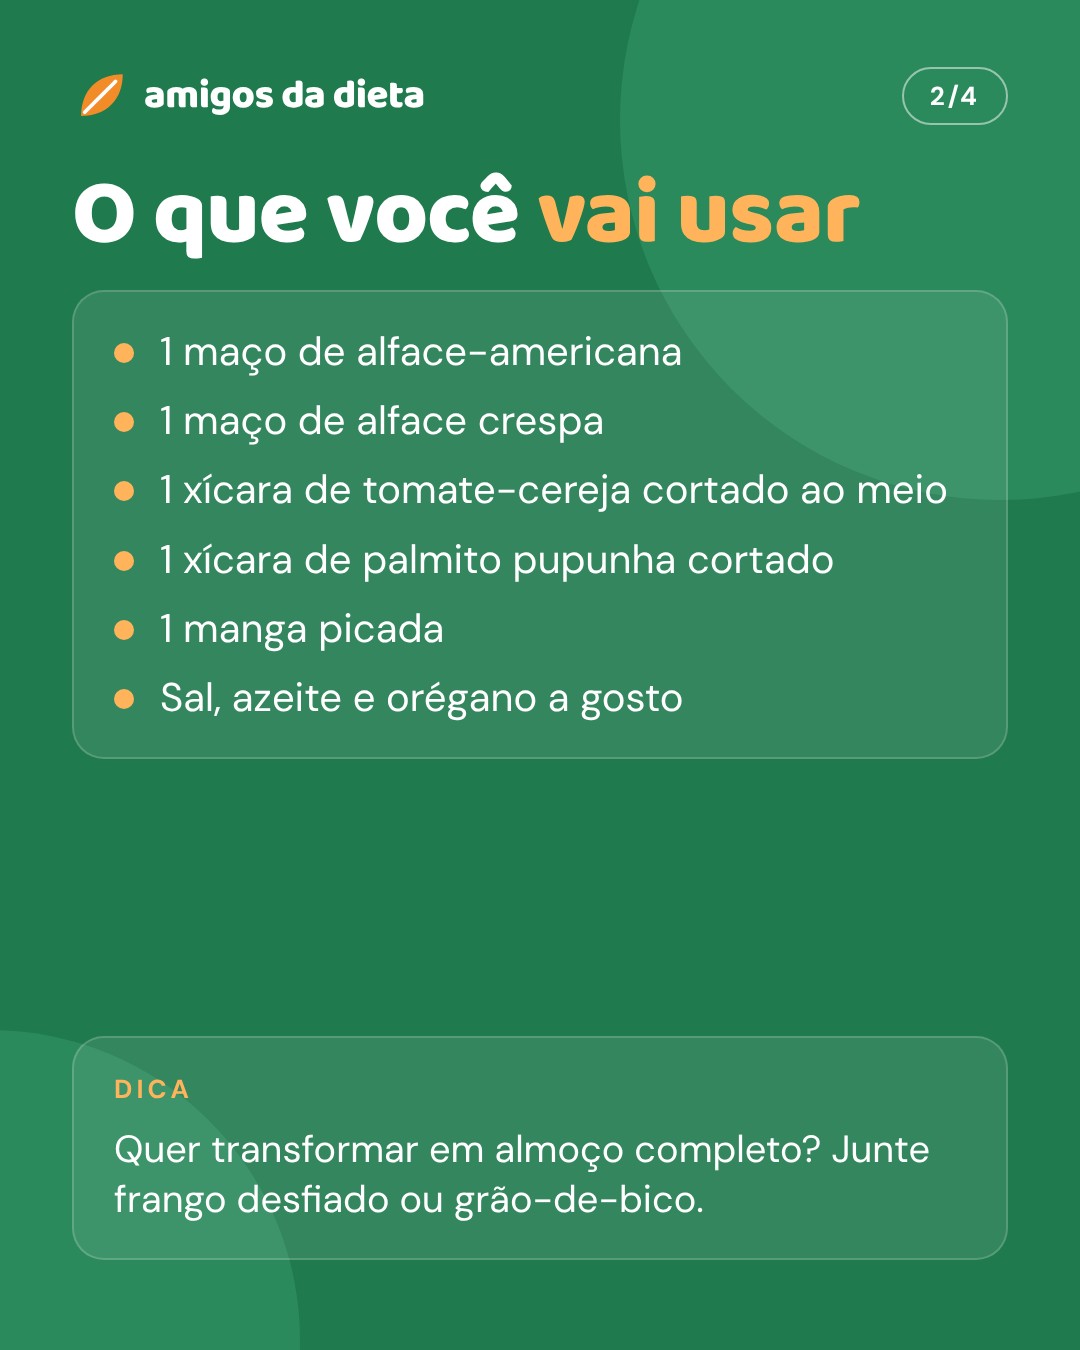 amigos da dieta
2/4
O que você vai usar
1 maço de alface-americana
1 maço de alface crespa
1 xícara de tomate-cereja cortado ao meio
1 xícara de palmito pupunha cortado
1 manga picada
Sal, azeite e orégano a gosto
DICA
Quer transformar em almoço completo? Junte
frango desfiado ou grão-de-bico.